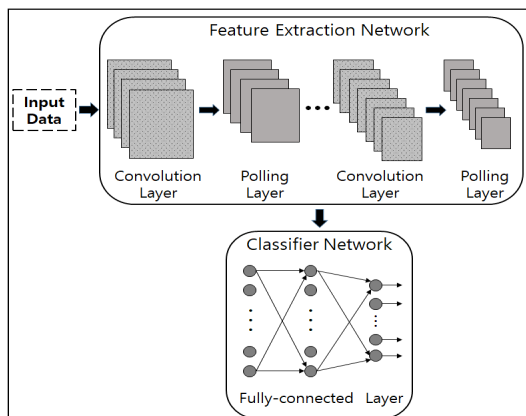 Feature Extraction Network
Input
Data
Convolution
Layer
Polling
Layer
Convolution
Layer
Polling
Layer
Classifier Network
Fully-connected Layer